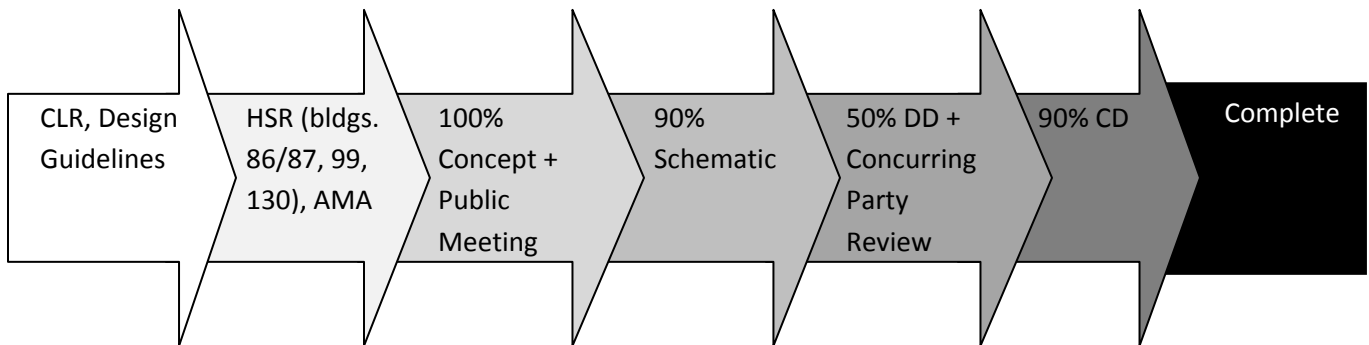 CLR, Design
Guidelines
HSR (bldgs.
86/87, 99,
130), AMA
100%
Concept +
Public
Meeting
90%
Schematic
50% DD +
Concurring
Party
Review
90% CD
Complete